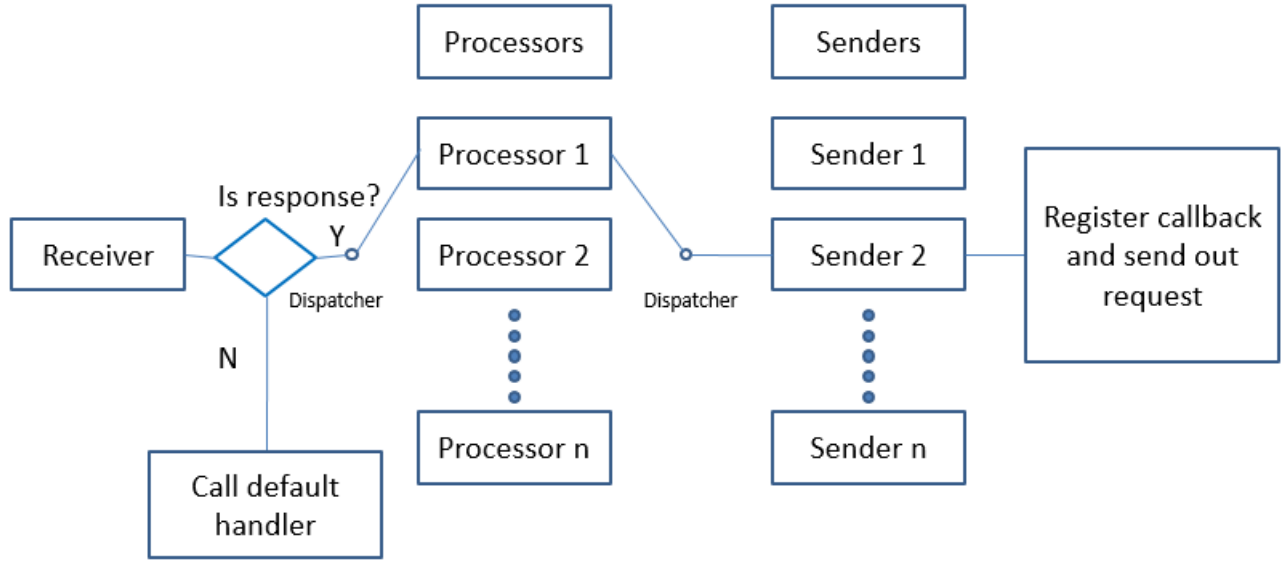 Processors
Senders
Processor 1
Sender 1
Is response?
Y
Receiver
Processor 2
Sender 2
Register callback
and send out
request
Dispatcher
Dispatcher
N
Processor n
Sender n
Call default
handler